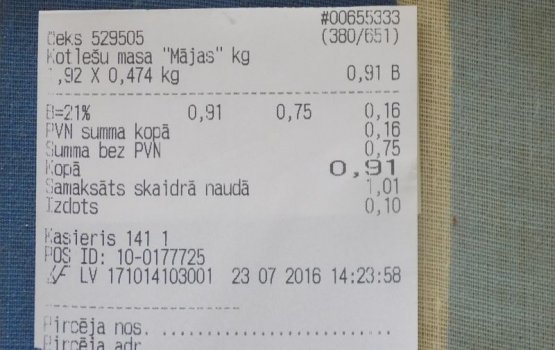 #00655333
Čeks 529505 (380/651)
Kotlešu masa "Mājas" kg
1,92 X 0,474 kg 0,91 B
B=21% 0,91 0,75 0,16
PVN summa kopā 0,16
Summa bez PVN 0,75
Kopā 0,91
Samaksāts skaidrā naudā 1,01
Izdots 0,10
Kasieris 141 1
POS ID: 10-0177725
LV 171014103001 23 07 2016 14:23:58
Pircēja nos. ........................
Pircēja adr